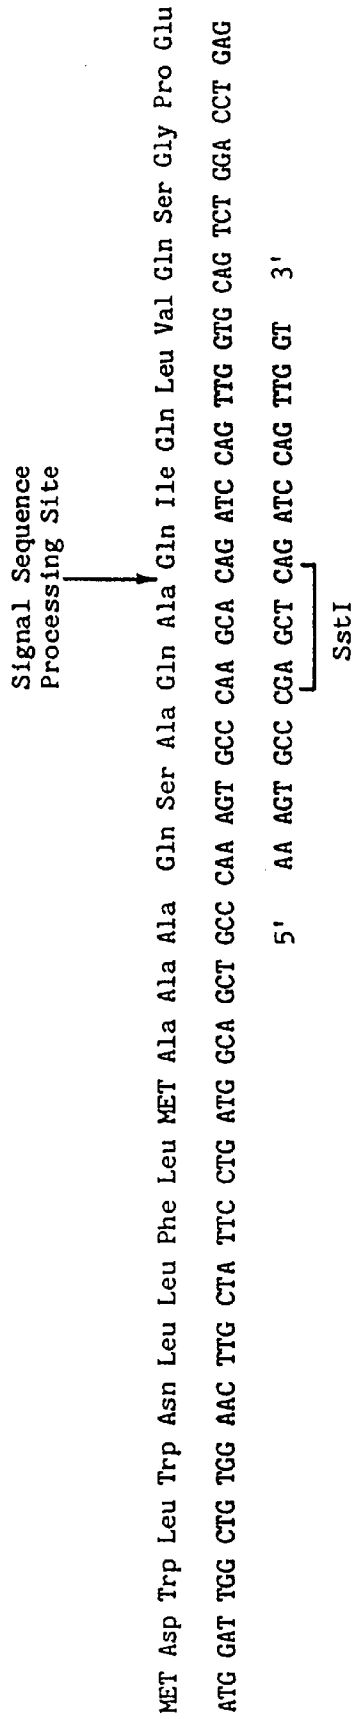 Signal Sequence
Processing Site
MET Asp Trp Leu Trp Asn Leu Leu Phe Leu MET Ala Ala Ala Gln Ser Ala Gln Ala Gln Ile Gln Leu Val Gln Ser Gly Pro Glu
ATG GAT TGG CTG TGG AAC TTG CTA TTC CTG ATG GCA GCT GCC CAA AGT GCC CAA GCA CAG ATC CAG TTG GTG CAG TCT GGA CCT GAG
5' AA AGT GCC CGA GCT CAG ATC CAG TTG GT 3'
SstI